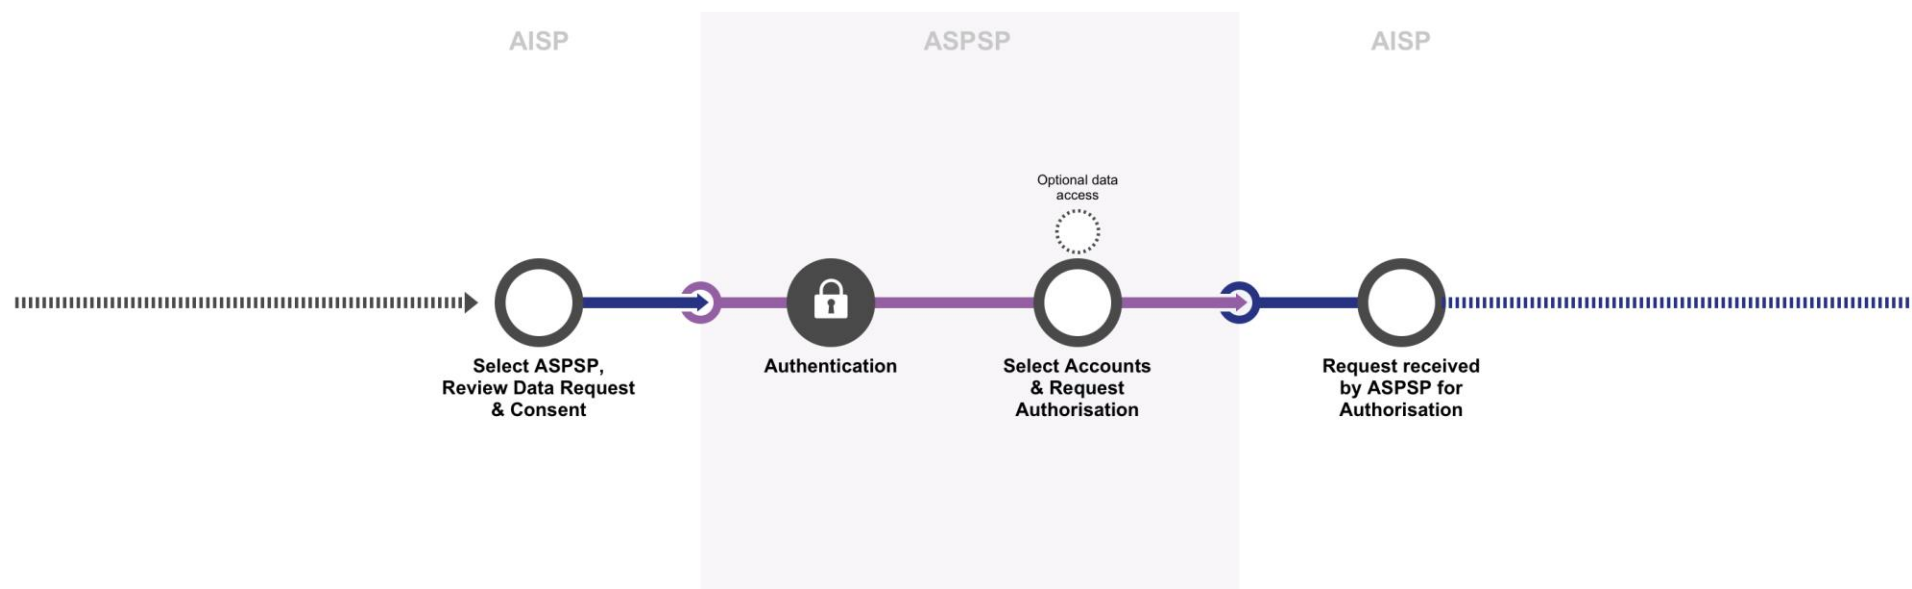 AISP
ASPSP
AISP
Optional data
access
Select ASPSP,
Review Data Request
& Consent
Authentication
Select Accounts
& Request
Authorisation
Request received
by ASPSP for
Authorisation